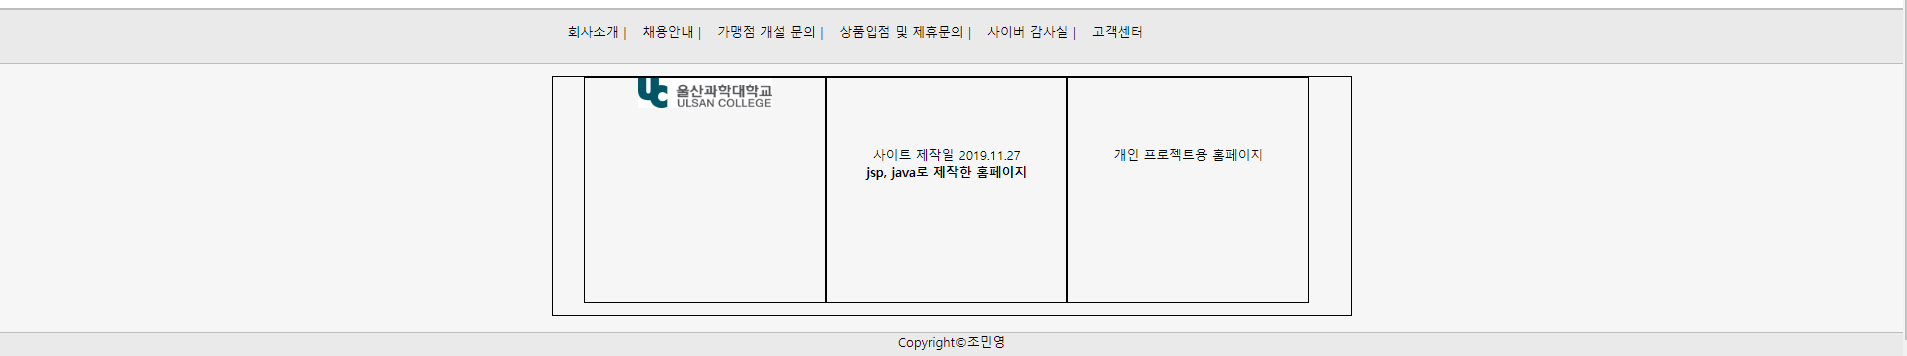 회사소개 | 채용안내 | 가맹점 개설 문의 | 상품입점 및 제휴문의 | 사이버 감사실 | 고객센터
UC 울산과학대학교
ULSAN COLLEGE
사이트 제작일 2019.11.27
jsp, java로 제작한 홈페이지
개인 프로젝트용 홈페이지
Copyright©조민영